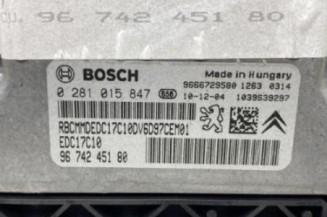 CU. 96 742 451 80
BOSCH
Made in Hungary
0 281 015 847
9666729580 1263 0314
10-12-04 1039S39297
RBCMMDEDC17C10DV6D97CEM01
EDC17C10
96 742 451 80